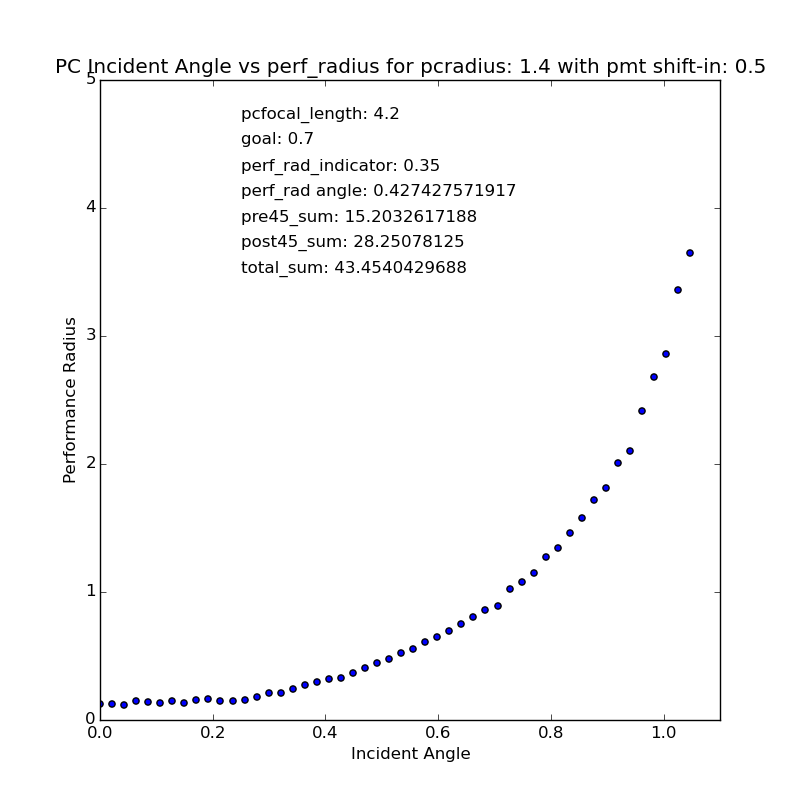 PC Incident Angle vs perf_radius for pcradius: 1.4 with pmt shift-in: 0.5
5
pcfocal_length: 4.2
goal: 0.7
perf_rad_indicator: 0.35
perf_rad angle: 0.427427571917
pre45_sum: 15.2032617188
post45_sum: 28.25078125
total_sum: 43.4540429688
4
3
2
1
0
Performance Radius
0.0 0.2 0.4 0.6 0.8 1.0
Incident Angle